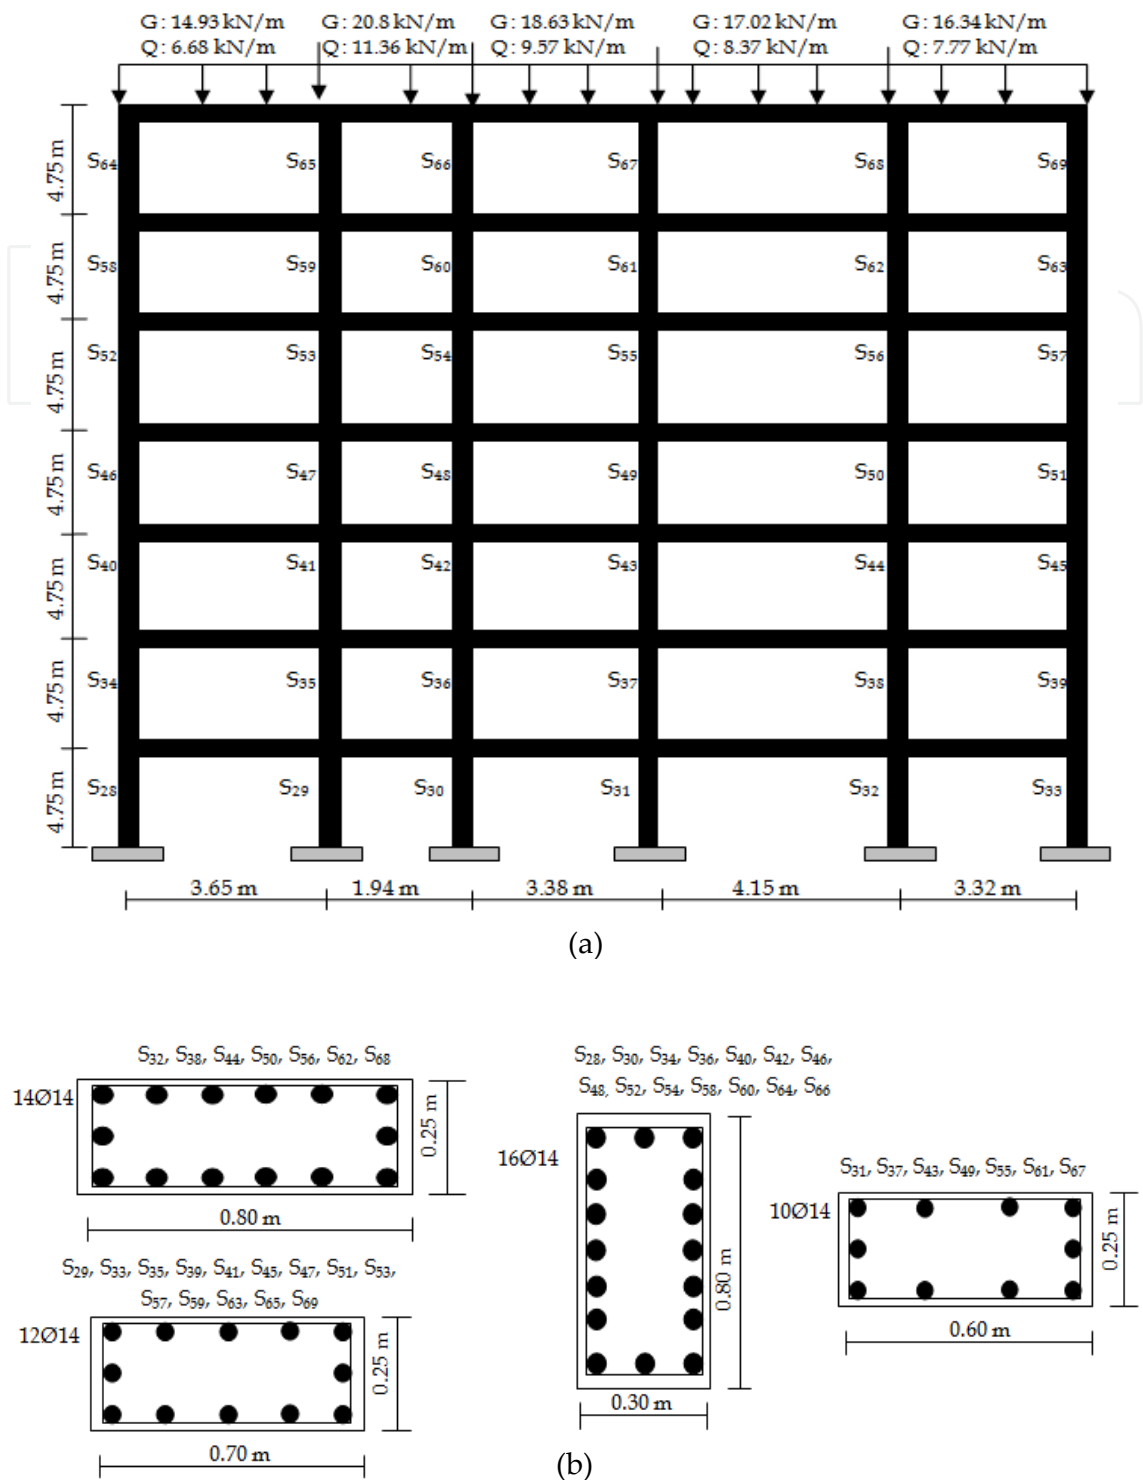 G : 14.93 kN/m G : 20.8 kN/m G : 18.63 kN/m G : 17.02 kN/m G : 16.34 kN/m
Q : 6.68 kN/m Q : 11.36 kN/m Q : 9.57 kN/m Q : 8.37 kN/m Q : 7.77 kN/m
4.75 m S64 S65 S66 S67 S68 S69
4.75 m S58 S59 S60 S61 S62 S63
4.75 m S52 S53 S54 S55 S56 S57
4.75 m S46 S47 S48 S49 S50 S51
4.75 m S40 S41 S42 S43 S44 S45
4.75 m S34 S35 S36 S37 S38 S39
4.75 m S28 S29 S30 S31 S32 S33
3.65 m 1.94 m 3.38 m 4.15 m 3.32 m
(a)
S32, S38, S44, S50, S56, S62, S68
14Ø14
0.25 m
0.80 m
S29, S33, S35, S39, S41, S45, S47, S51, S53,
S57, S59, S63, S65, S69
12Ø14
0.25 m
0.70 m
S28, S30, S34, S36, S40, S42, S46,
S48, S52, S54, S58, S60, S64, S66
16Ø14
0.80 m
0.30 m
S31, S37, S43, S49, S55, S61, S67
10Ø14
0.25 m
0.60 m
(b)